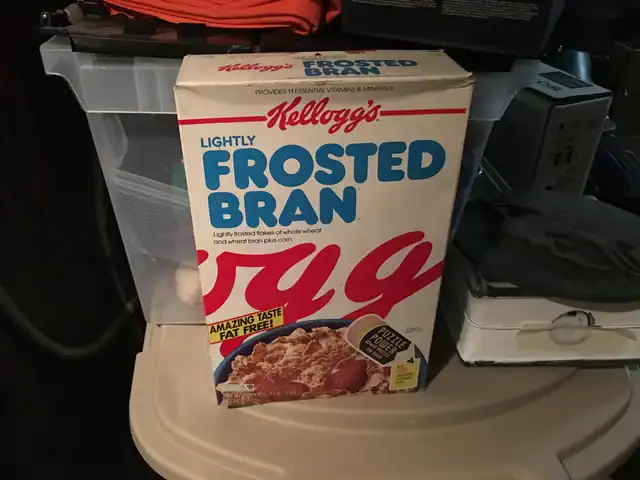 Kellogg's FROSTED
BRAN
PROVIDES 11 ESSENTIAL VITAMINS & MINERALS
Kellogg's
LIGHTLY
FROSTED
BRAN
Lightly frosted flakes of whole wheat
and wheat bran plus corn.
AMAZING TASTE
FAT FREE!
PUZZLE
POWER